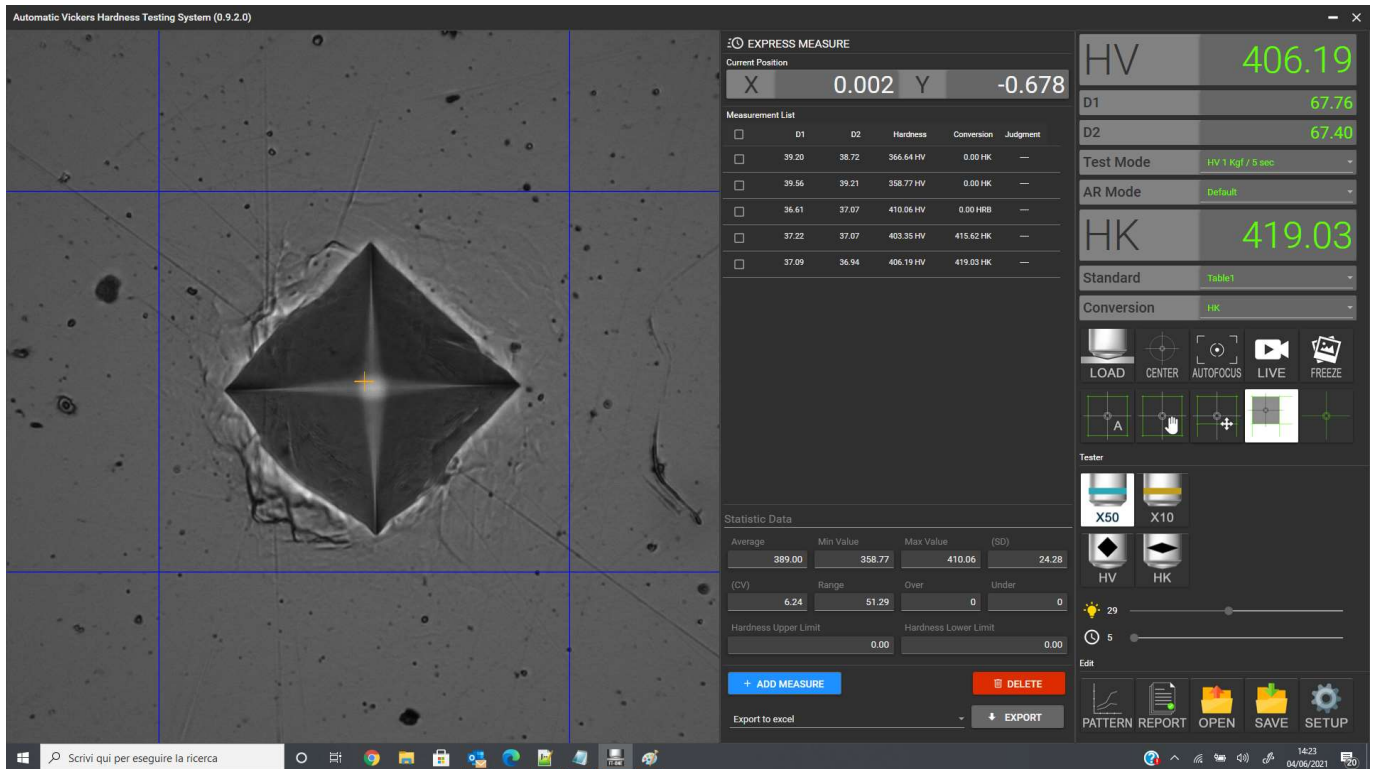 Automatic Vickers Hardness Testing System (0.9.2.0)
EXPRESS MEASURE
Current Position
X 0.002 Y -0.678
Measurement List
D1 D2 Hardness Conversion Judgment
39.20 38.72 366.64 HV 0.00 HK ---
39.56 39.21 358.77 HV 0.00 HK ---
36.61 37.07 410.06 HV 0.00 HRB ---
37.22 37.07 403.35 HV 415.62 HK ---
37.09 36.94 406.19 HV 419.03 HK ---
Statistic Data
Average Min Value Max Value (SD)
389.00 358.77 410.06 24.28
(CV) Range Over Under
6.24 51.29 0 0
Hardness Upper Limit Hardness Lower Limit
0.00 0.00
+ ADD MEASURE DELETE
Export to excel EXPORT
HV 406.19
D1 67.76
D2 67.40
Test Mode HV 1 Kgf / 5 sec
AR Mode Default
HK 419.03
Standard Table1
Conversion HK
LOAD CENTER AUTOFOCUS LIVE FREEZE
A
Tester
X50 X10
HV HK
29
5
Edit
PATTERN REPORT OPEN SAVE SETUP
Scrivi qui per eseguire la ricerca
14:23
04/06/2021
20